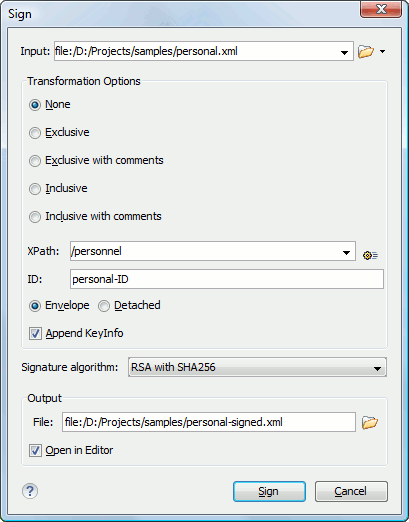 Sign
Input: file:/D:/Projects/samples/personal.xml
Transformation Options
None
Exclusive
Exclusive with comments
Inclusive
Inclusive with comments
XPath: /personnel
ID: personal-ID
Envelope Detached
Append KeyInfo
Signature algorithm: RSA with SHA256
Output
File: file:/D:/Projects/samples/personal-signed.xml
Open in Editor
? Sign Cancel